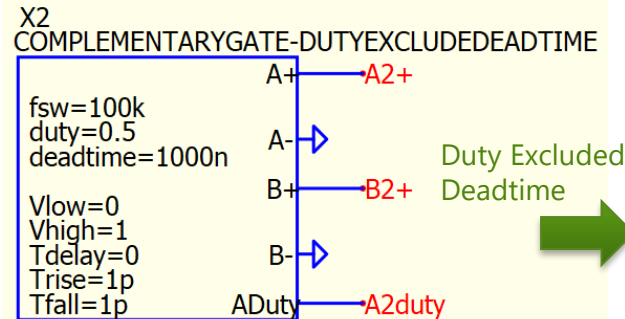 X2
COMPLEMENTARYGATE-DUTYEXCLUDEDEADTIME
A+ A2+
fsw=100k
duty=0.5
deadtime=1000n
A-
Duty Excluded
Deadtime
B+ B2+
Vlow=0
Vhigh=1
Tdelay=0
B-
Trise=1p
Tfall=1p
ADuty A2duty